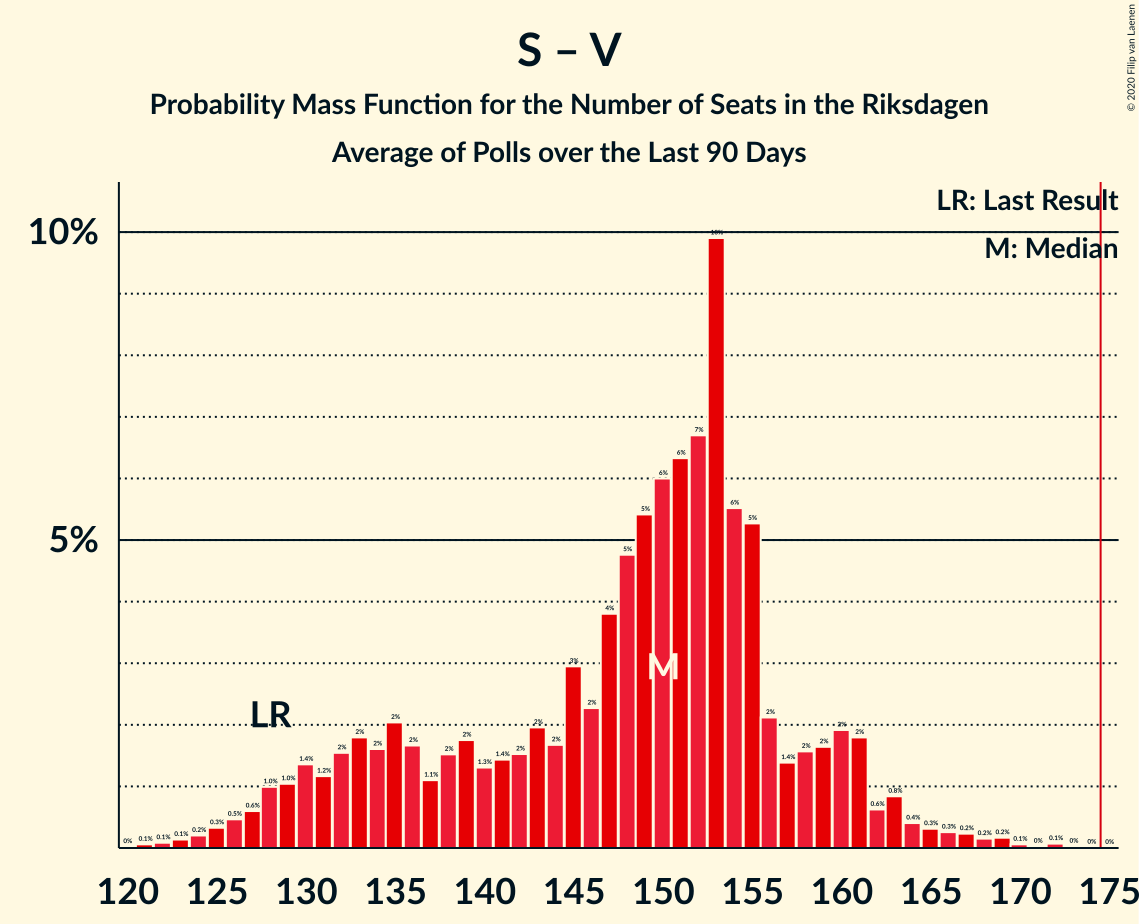 S – V
Probability Mass Function for the Number of Seats in the Riksdagen
Average of Polls over the Last 90 Days
© 2020 Filip van Laenen
LR: Last Result
M: Median
10%
5%
LR
M
0% 0.1% 0.1% 0.1% 0.2% 0.3% 0.5% 0.6% 1.0% 1.0% 1.4% 1.2% 2% 2% 2% 2% 2% 1.1% 2% 2% 1.3% 1.4% 2% 2% 2% 3% 2% 4% 5% 5% 6% 6% 7% 10% 6% 5% 2% 1.4% 2% 2% 2% 2% 0.6% 0.8% 0.4% 0.3% 0.3% 0.2% 0.2% 0.2% 0.1% 0% 0.1% 0% 0% 0%
120 125 130 135 140 145 150 155 160 165 170 175